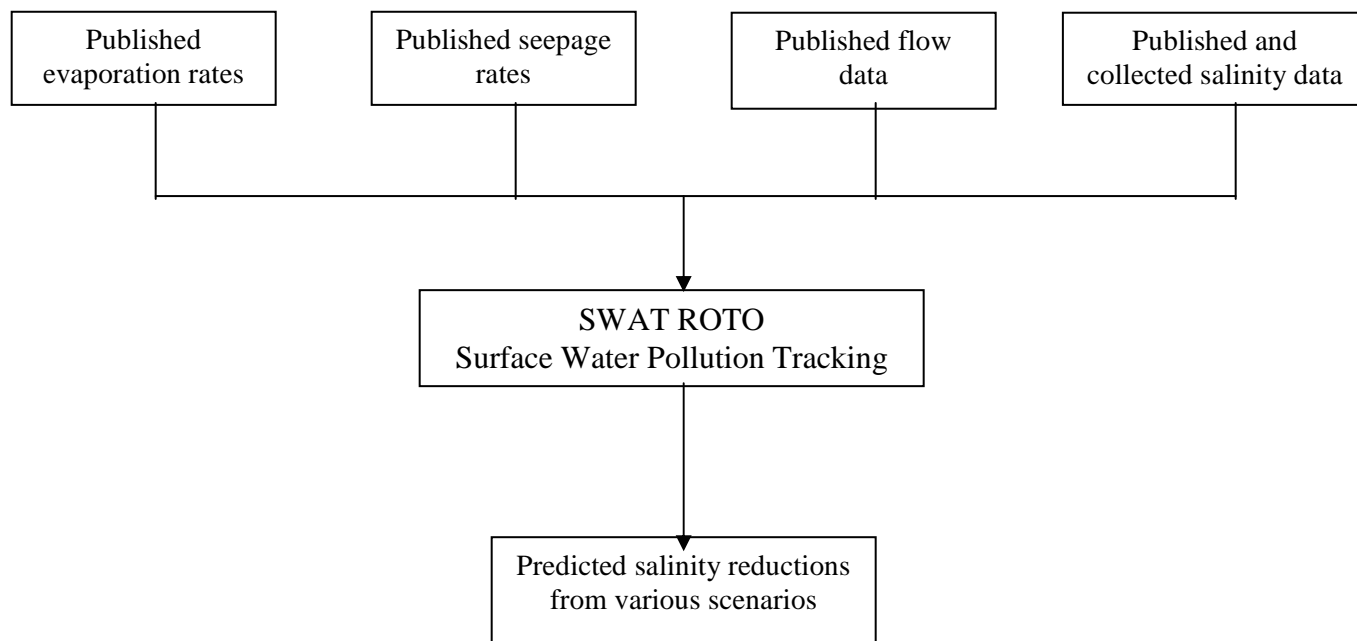 Published
evaporation rates
Published seepage
rates
Published flow
data
Published and
collected salinity data
SWAT ROTO
Surface Water Pollution Tracking
Predicted salinity reductions
from various scenarios